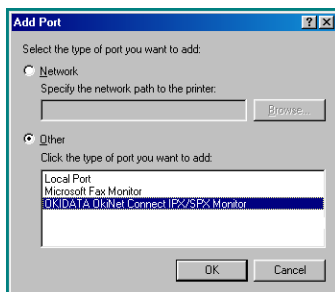 Add Port
Select the type of port you want to add:
Network
Specify the network path to the printer:
Browse...
Other
Click the type of port you want to add:
Local Port
Microsoft Fax Monitor
OKIDATA OkiNet Connect IPX/SPX Monitor
OK Cancel